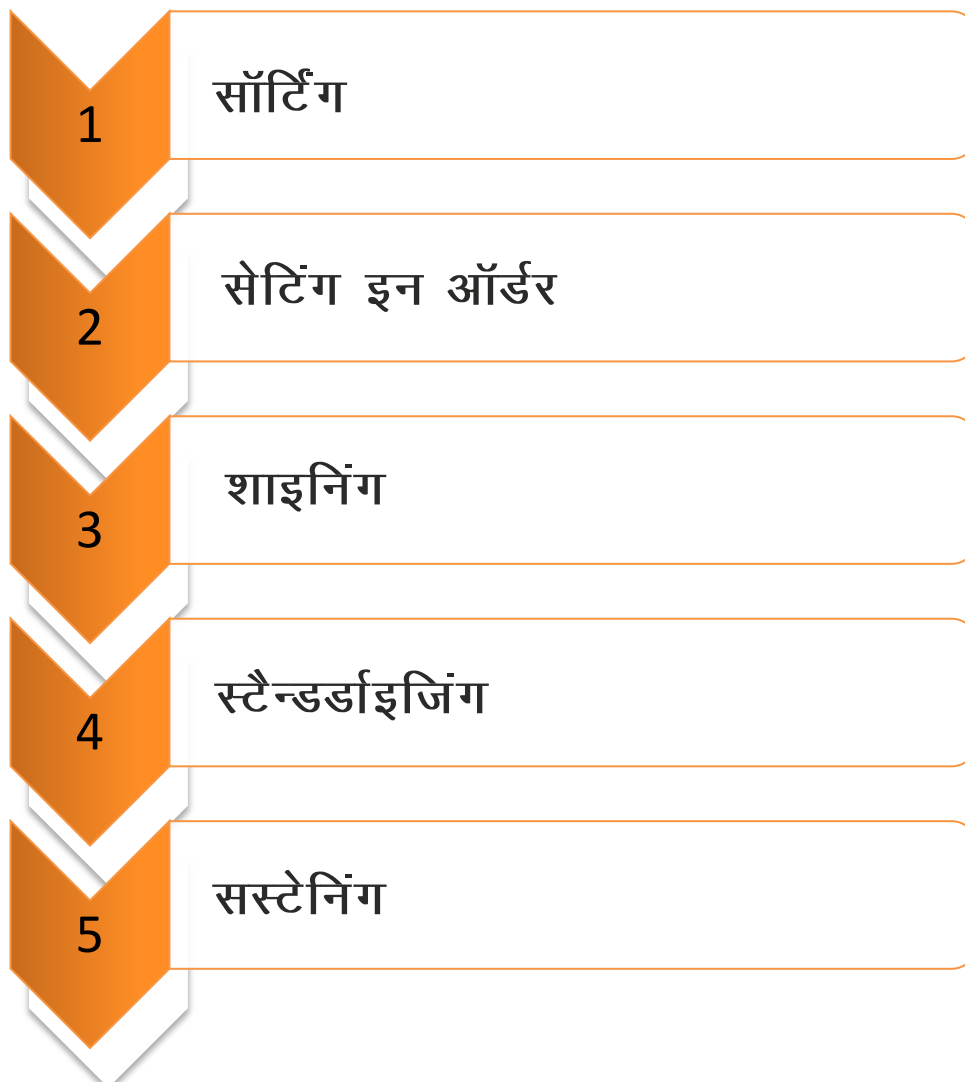 1
सॉर्टिंग
2
सेटिंग इन ऑर्डर
3
शाइनिंग
4
स्टैन्डर्डाइजिंग
5
सस्टेनिंग